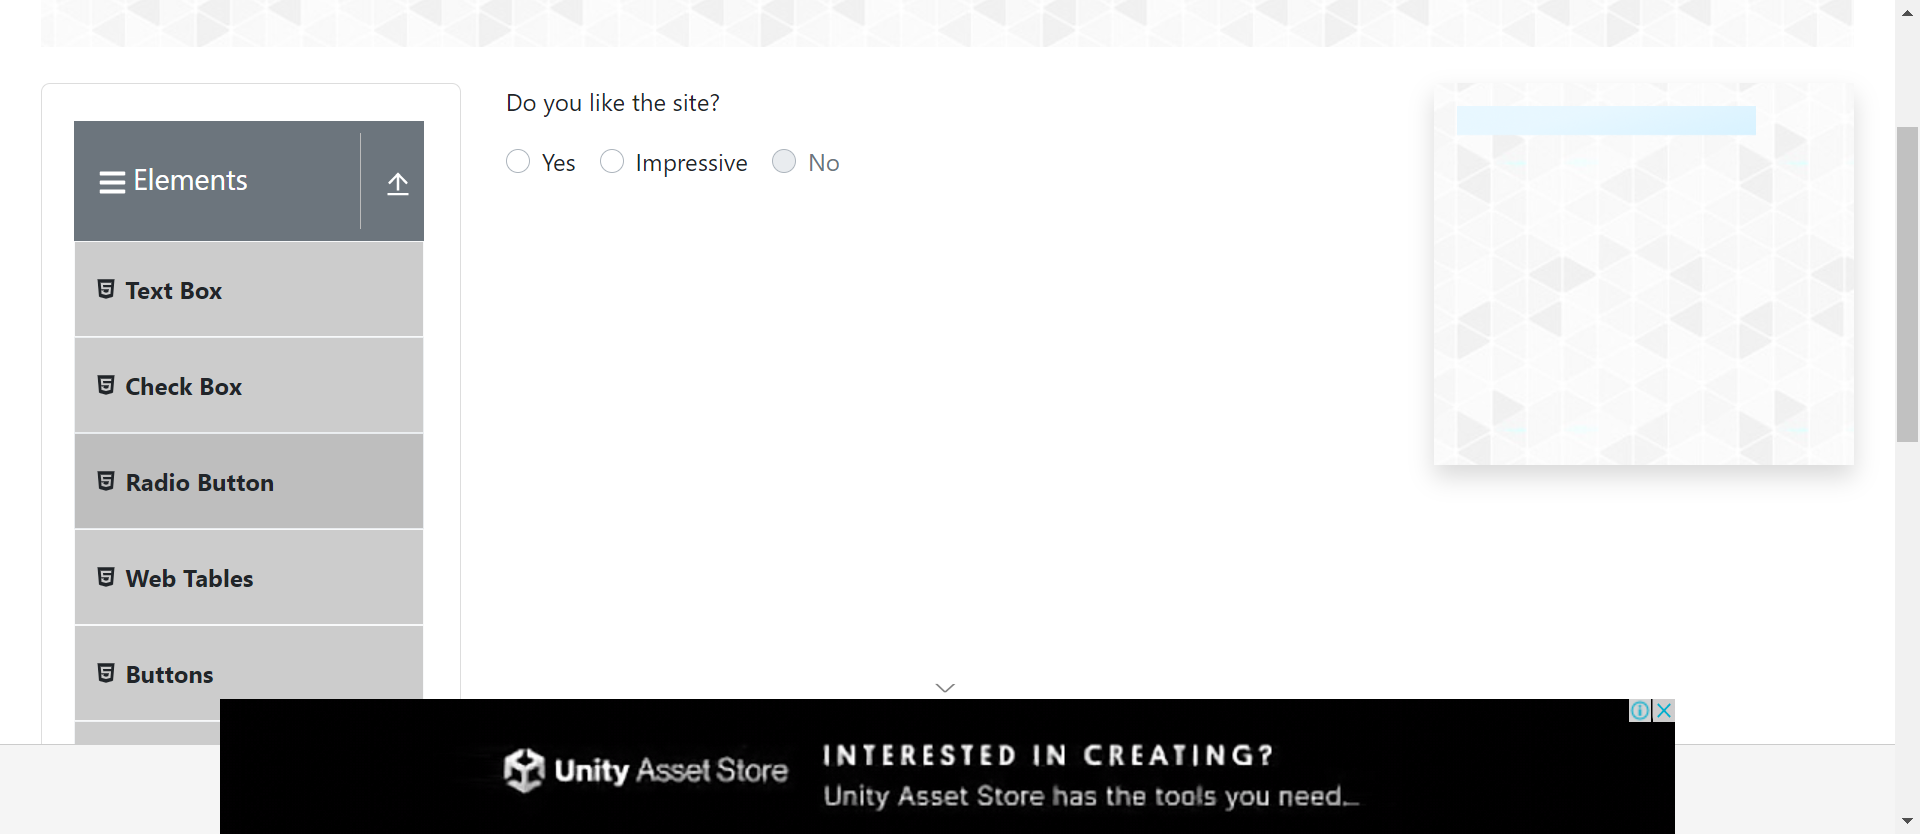 Do you like the site?
Yes
Impressive
No
Elements
Text Box
Check Box
Radio Button
Web Tables
Buttons
Unity Asset Store
INTERESTED IN CREATING?
Unity Asset Store has the tools you need...